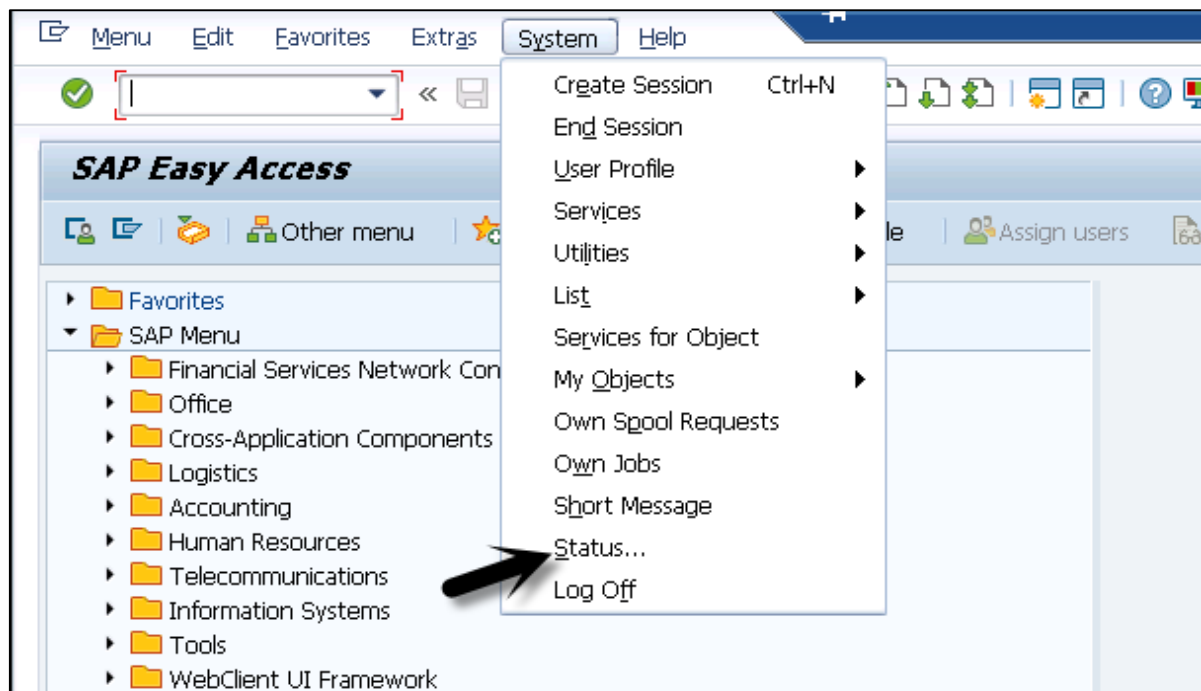 Menu Edit Favorites Extras System Help
Create Session Ctrl+N
End Session
User Profile
Services
Utilities
List
Services for Object
My Objects
Own Spool Requests
Own Jobs
Short Message
Status...
Log Off
SAP Easy Access
Other menu
le
Assign users
Favorites
SAP Menu
Financial Services Network Con
Office
Cross-Application Components
Logistics
Accounting
Human Resources
Telecommunications
Information Systems
Tools
WebClient UI Framework